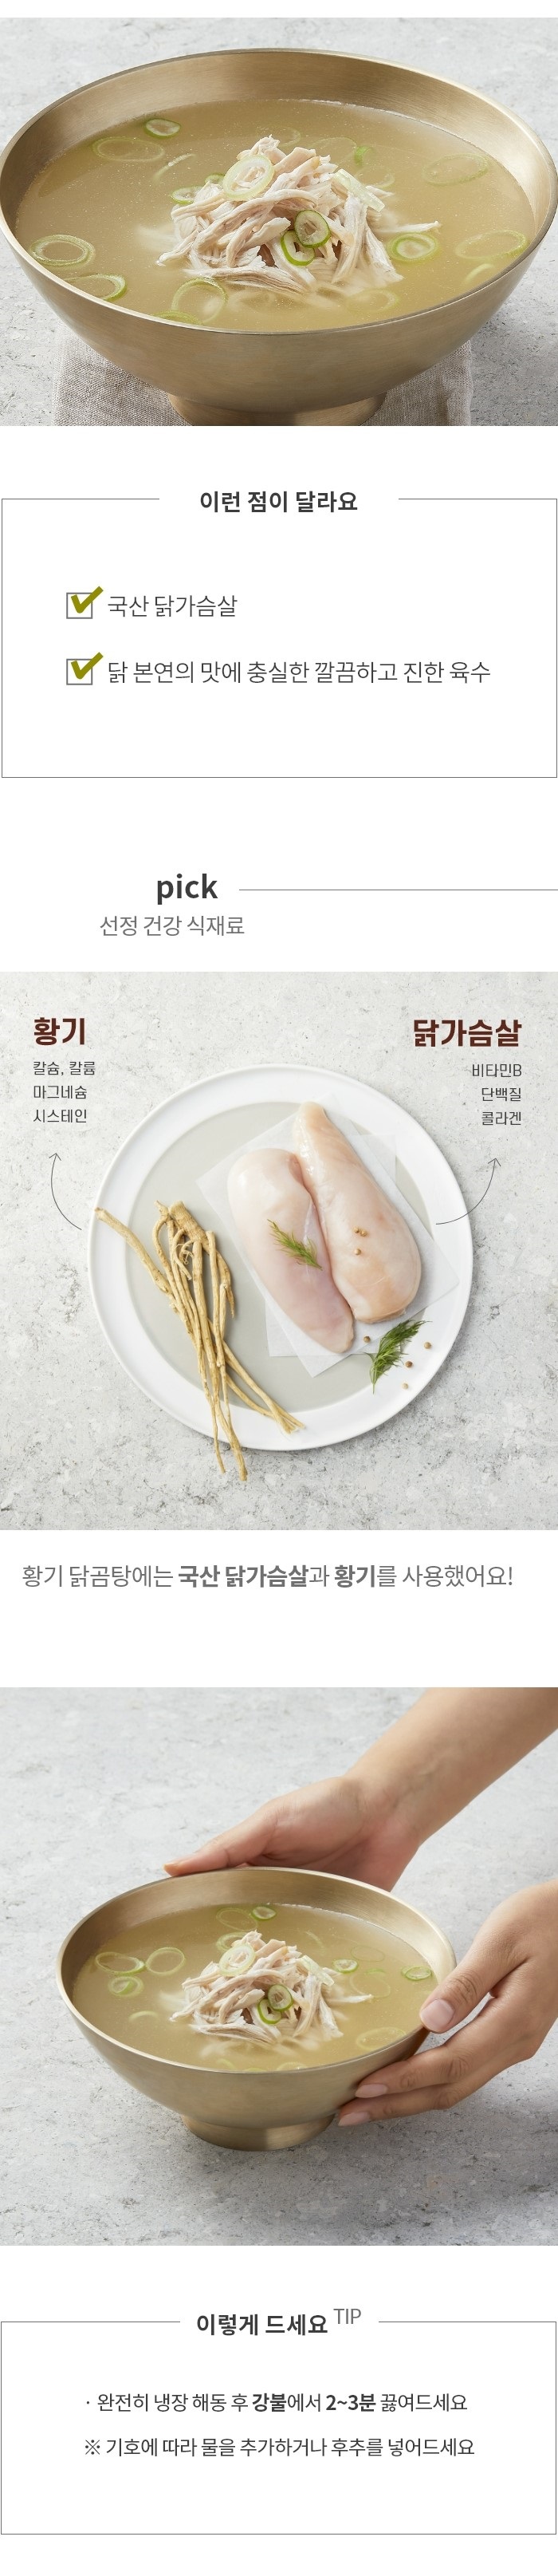 이런 점이 달라요
국산 닭가슴살
닭 본연의 맛에 충실한 깔끔하고 진한 육수
pick
선정 건강 식재료
황기
칼슘, 칼륨
마그네슘
시스테인
닭가슴살
비타민B
단백질
콜라겐
황기 닭곰탕에는 국산 닭가슴살과 황기를 사용했어요!
이렇게 드세요 TIP
· 완전히 냉장 해동 후 강불에서 2~3분 끓여드세요
※ 기호에 따라 물을 추가하거나 후추를 넣어드세요